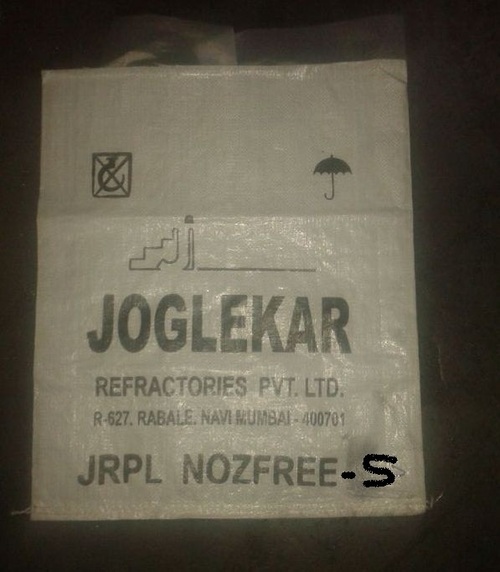 JOGLEKAR
REFRACTORIES PVT. LTD.
R-627, RABALE, NAVI MUMBAI - 400701
JRPL NOZFREE-S